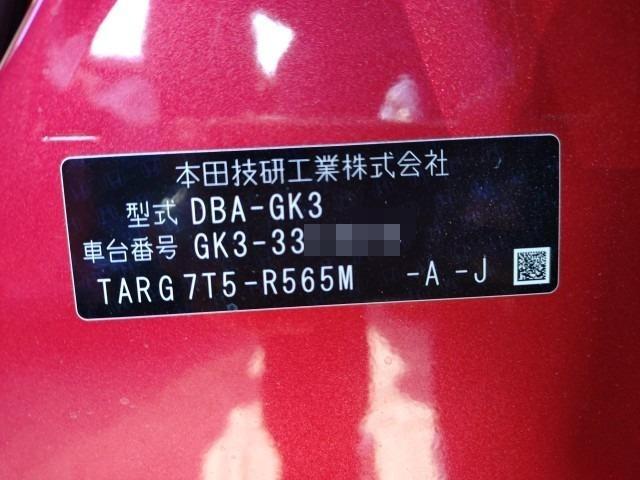 本田技研工業株式会社
型式 DBA-GK3
車台番号 GK3-33
TARG 7T5-R565M -A -J